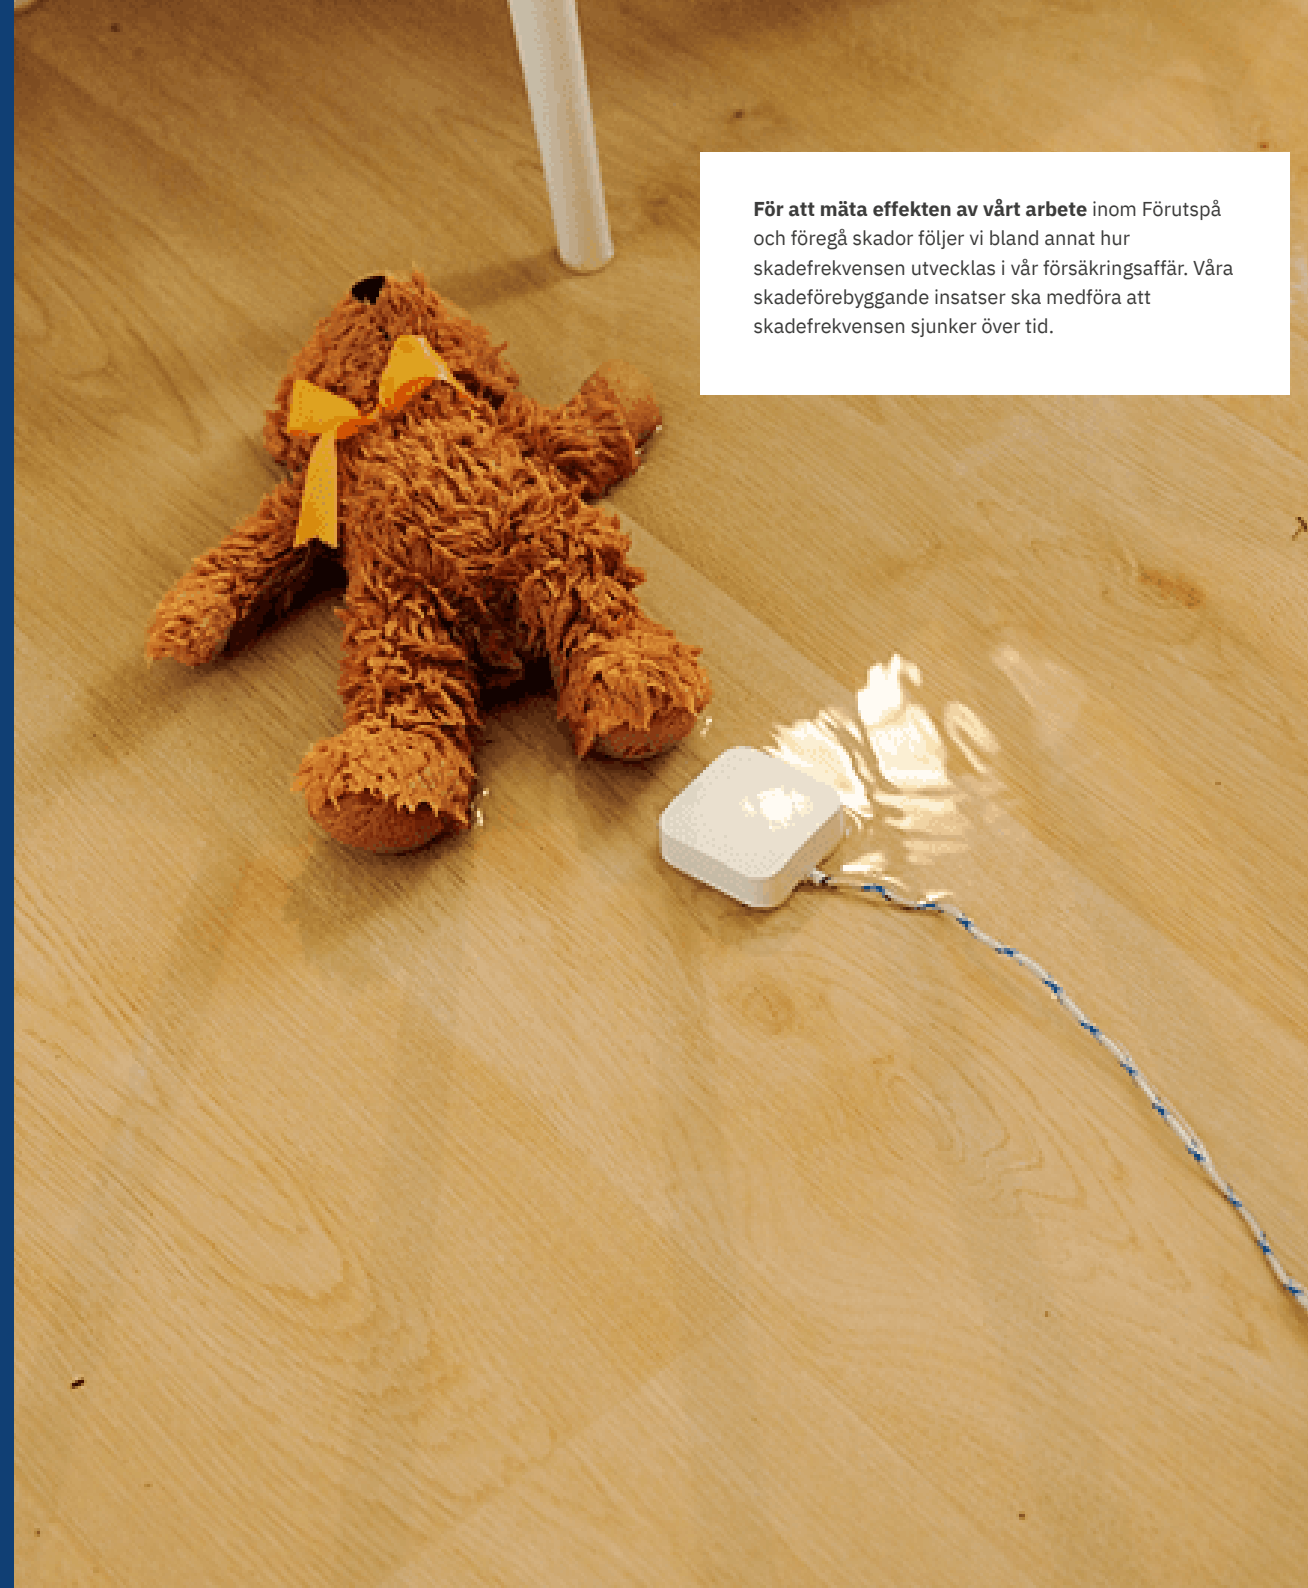 För att mäta effekten av vårt arbete inom Förutspå
och föregå skador följer vi bland annat hur
skadefrekvensen utvecklas i vår försäkringsaffär. Våra
skadeförebyggande insatser ska medföra att
skadefrekvensen sjunker över tid.